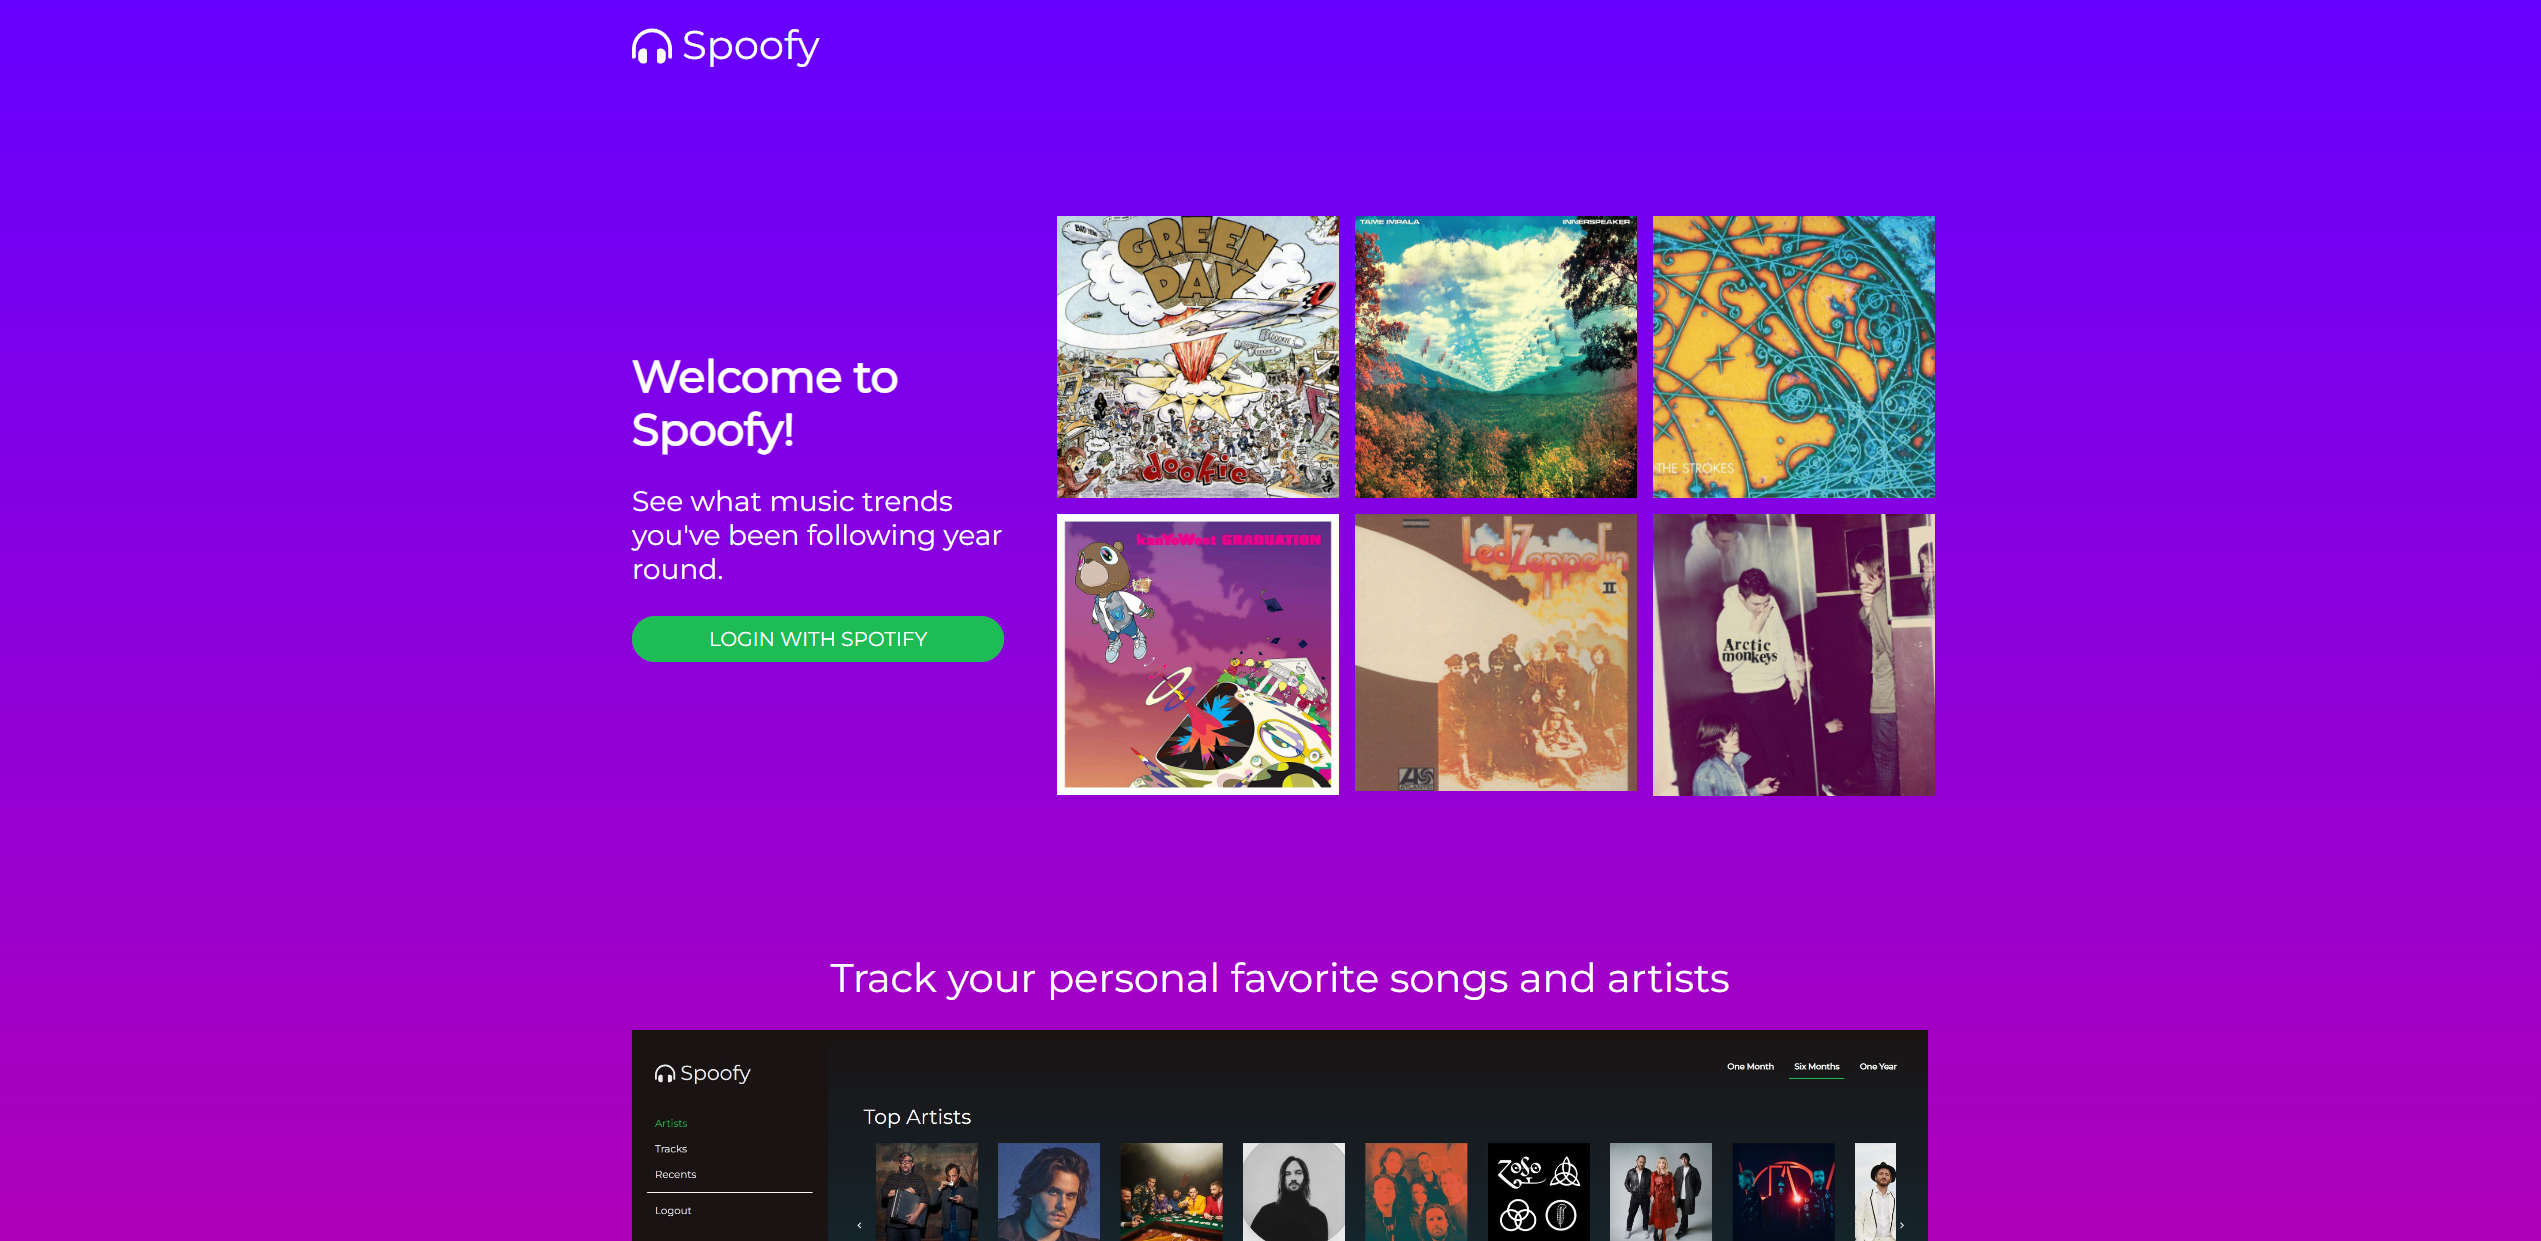 Spoofy
Welcome to
Spoofy!
See what music trends
you've been following year
round.
LOGIN WITH SPOTIFY
GREEN
DAY
dookie
TAME IMPALA
INNERSPEAKER
THE STROKES
KanYeWest GRADUATION
Led Zeppelin
II
ATLANTIC
Arctic
monkeys
Track your personal favorite songs and artists
Spoofy
One Month
Six Months
One Year
Artists
Tracks
Recents
Logout
Top Artists